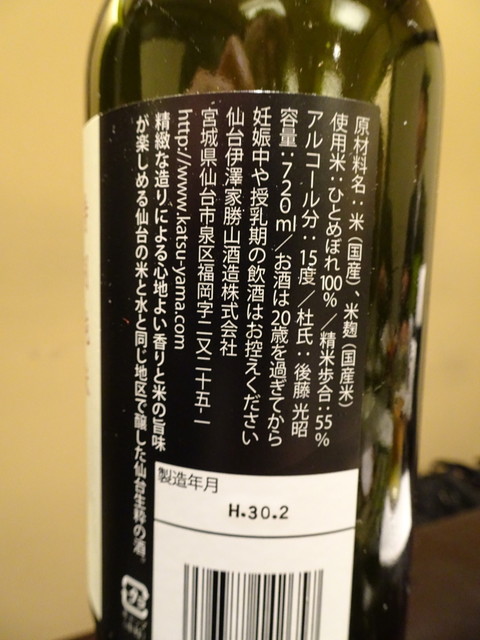 原材料名：米（国産）、米麹（国産米）
使用米：ひとめぼれ100％／精米歩合：55％
アルコール分：15度／杜氏：後藤 光昭
容量：720ml／お酒は20歳を過ぎてから
妊娠中や授乳期の飲酒はお控えください
仙台伊澤家勝山酒造株式会社
宮城県仙台市泉区福岡字二又二十五-一
http://www.katsu-yama.com
精緻な造りによる心地よい香りと米の旨味
が楽しめる仙台の米と水と同じ地区で醸した仙台生粋の酒。
製造年月
H.30.2